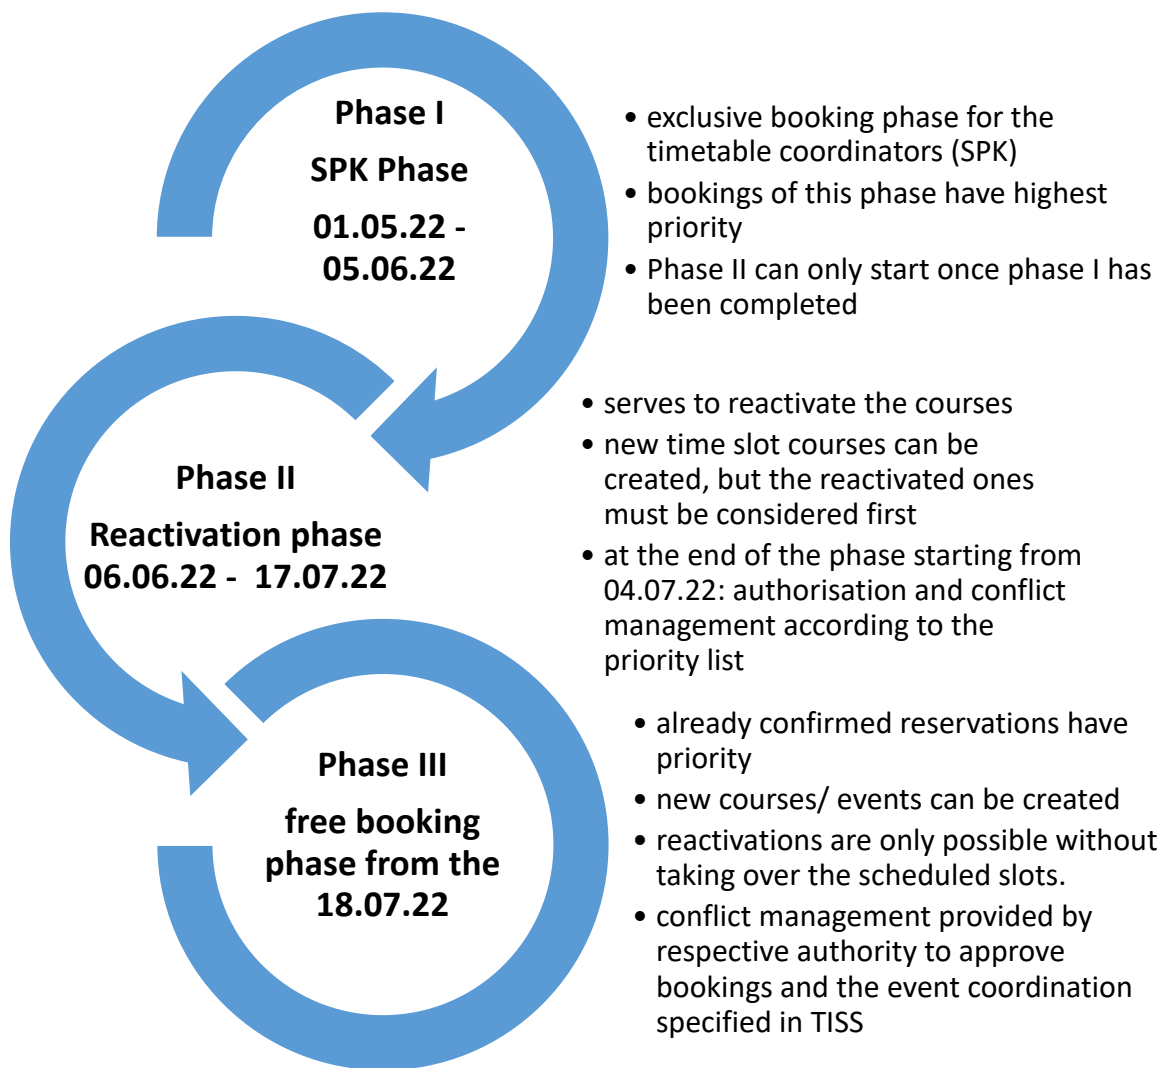 Phase I
SPK Phase
01.05.22 -
05.06.22
• exclusive booking phase for the
timetable coordinators (SPK)
• bookings of this phase have highest
priority
• Phase II can only start once phase I has
been completed
Phase II
Reactivation phase
06.06.22 - 17.07.22
• serves to reactivate the courses
• new time slot courses can be
created, but the reactivated ones
must be considered first
• at the end of the phase starting from
04.07.22: authorisation and conflict
management according to the
priority list
Phase III
free booking
phase from the
18.07.22
• already confirmed reservations have
priority
• new courses/ events can be created
• reactivations are only possible without
taking over the scheduled slots.
• conflict management provided by
respective authority to approve
bookings and the event coordination
specified in TISS